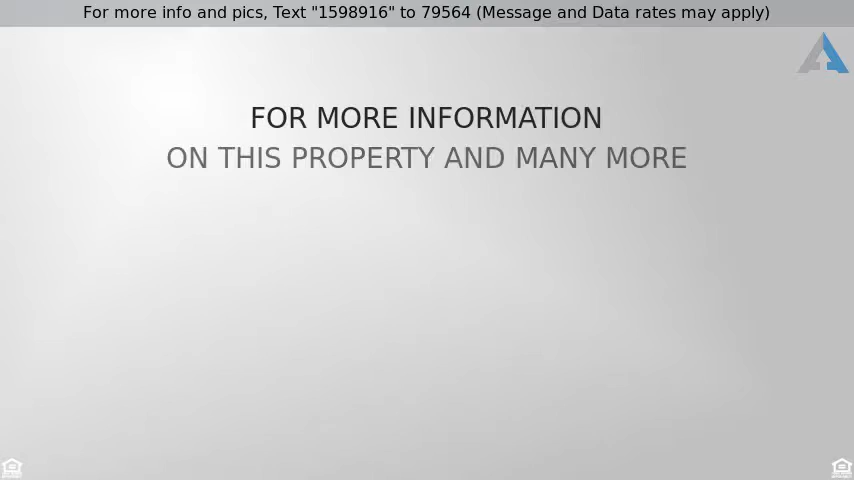 For more info and pics, Text "1598916" to 79564 (Message and Data rates may apply)
FOR MORE INFORMATION
ON THIS PROPERTY AND MANY MORE